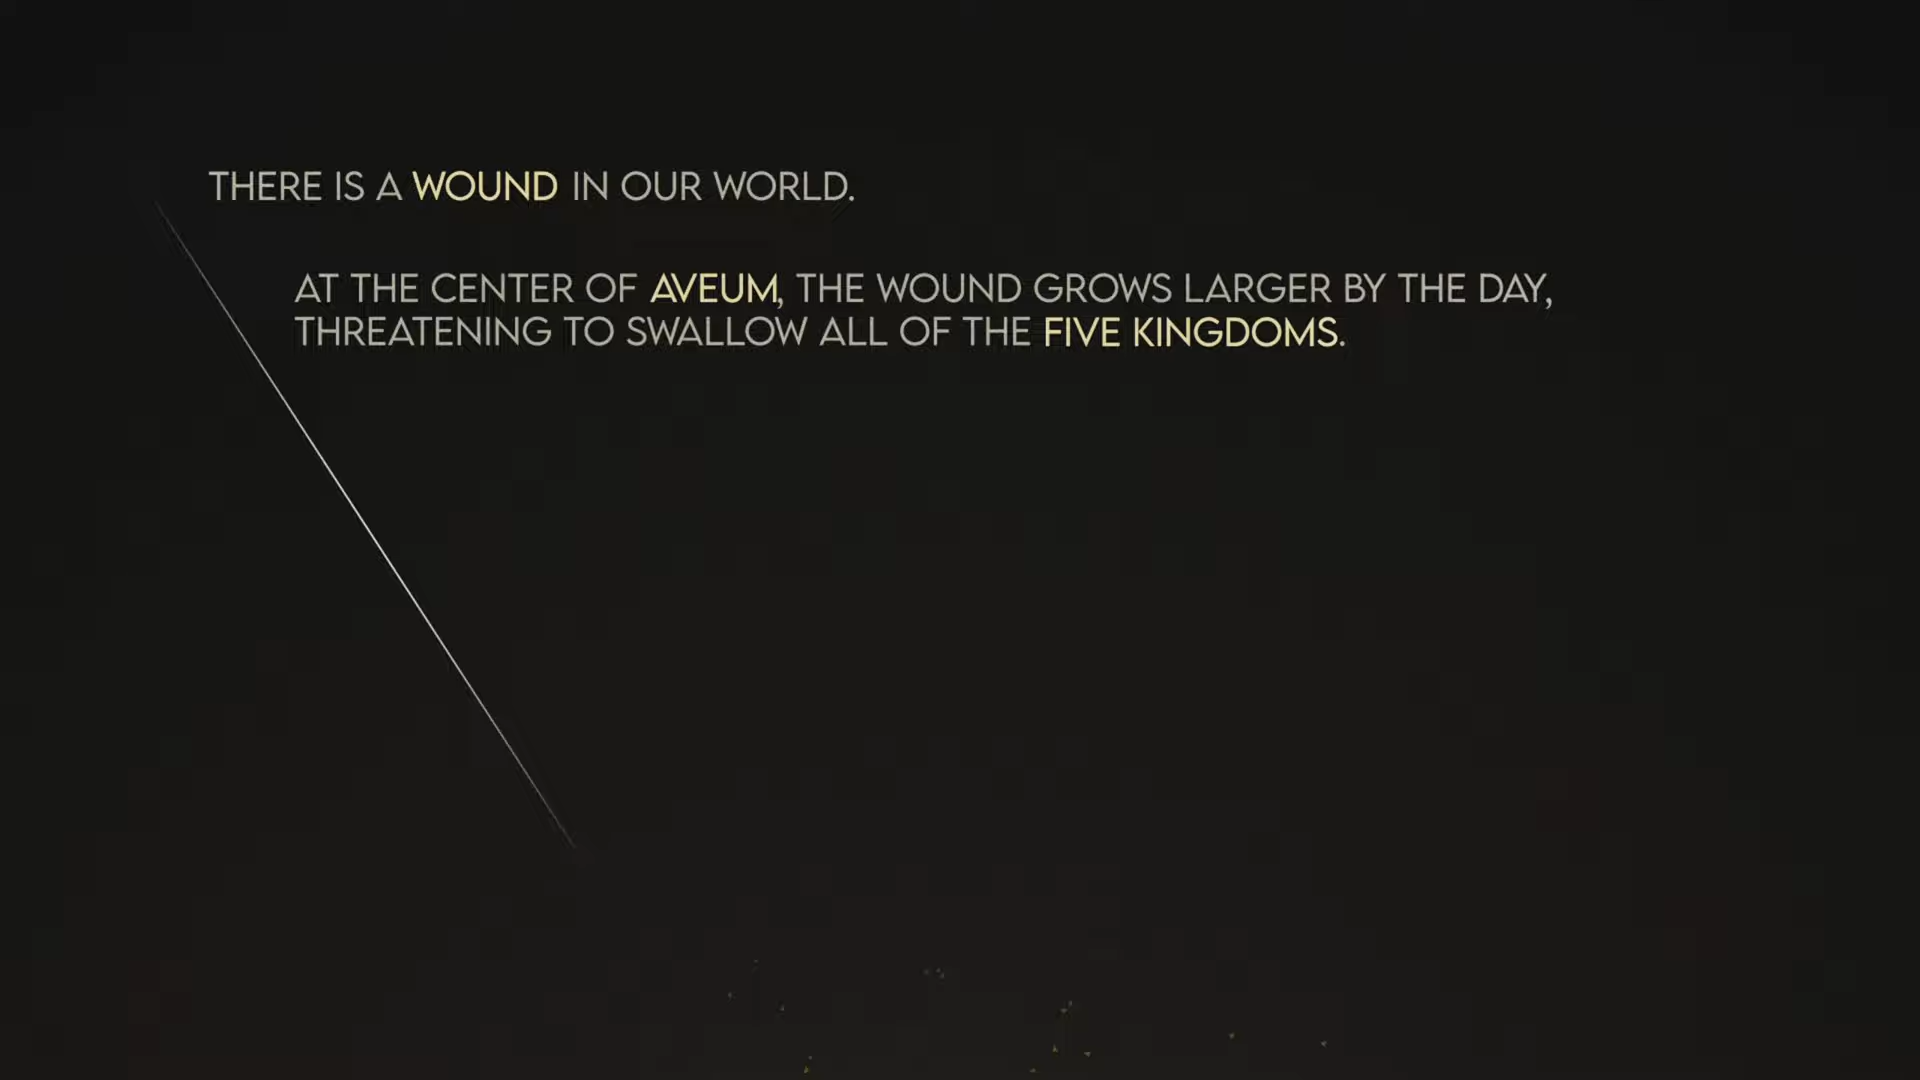 THERE IS A WOUND IN OUR WORLD.
AT THE CENTER OF AVEUM, THE WOUND GROWS LARGER BY THE DAY,
THREATENING TO SWALLOW ALL OF THE FIVE KINGDOMS.